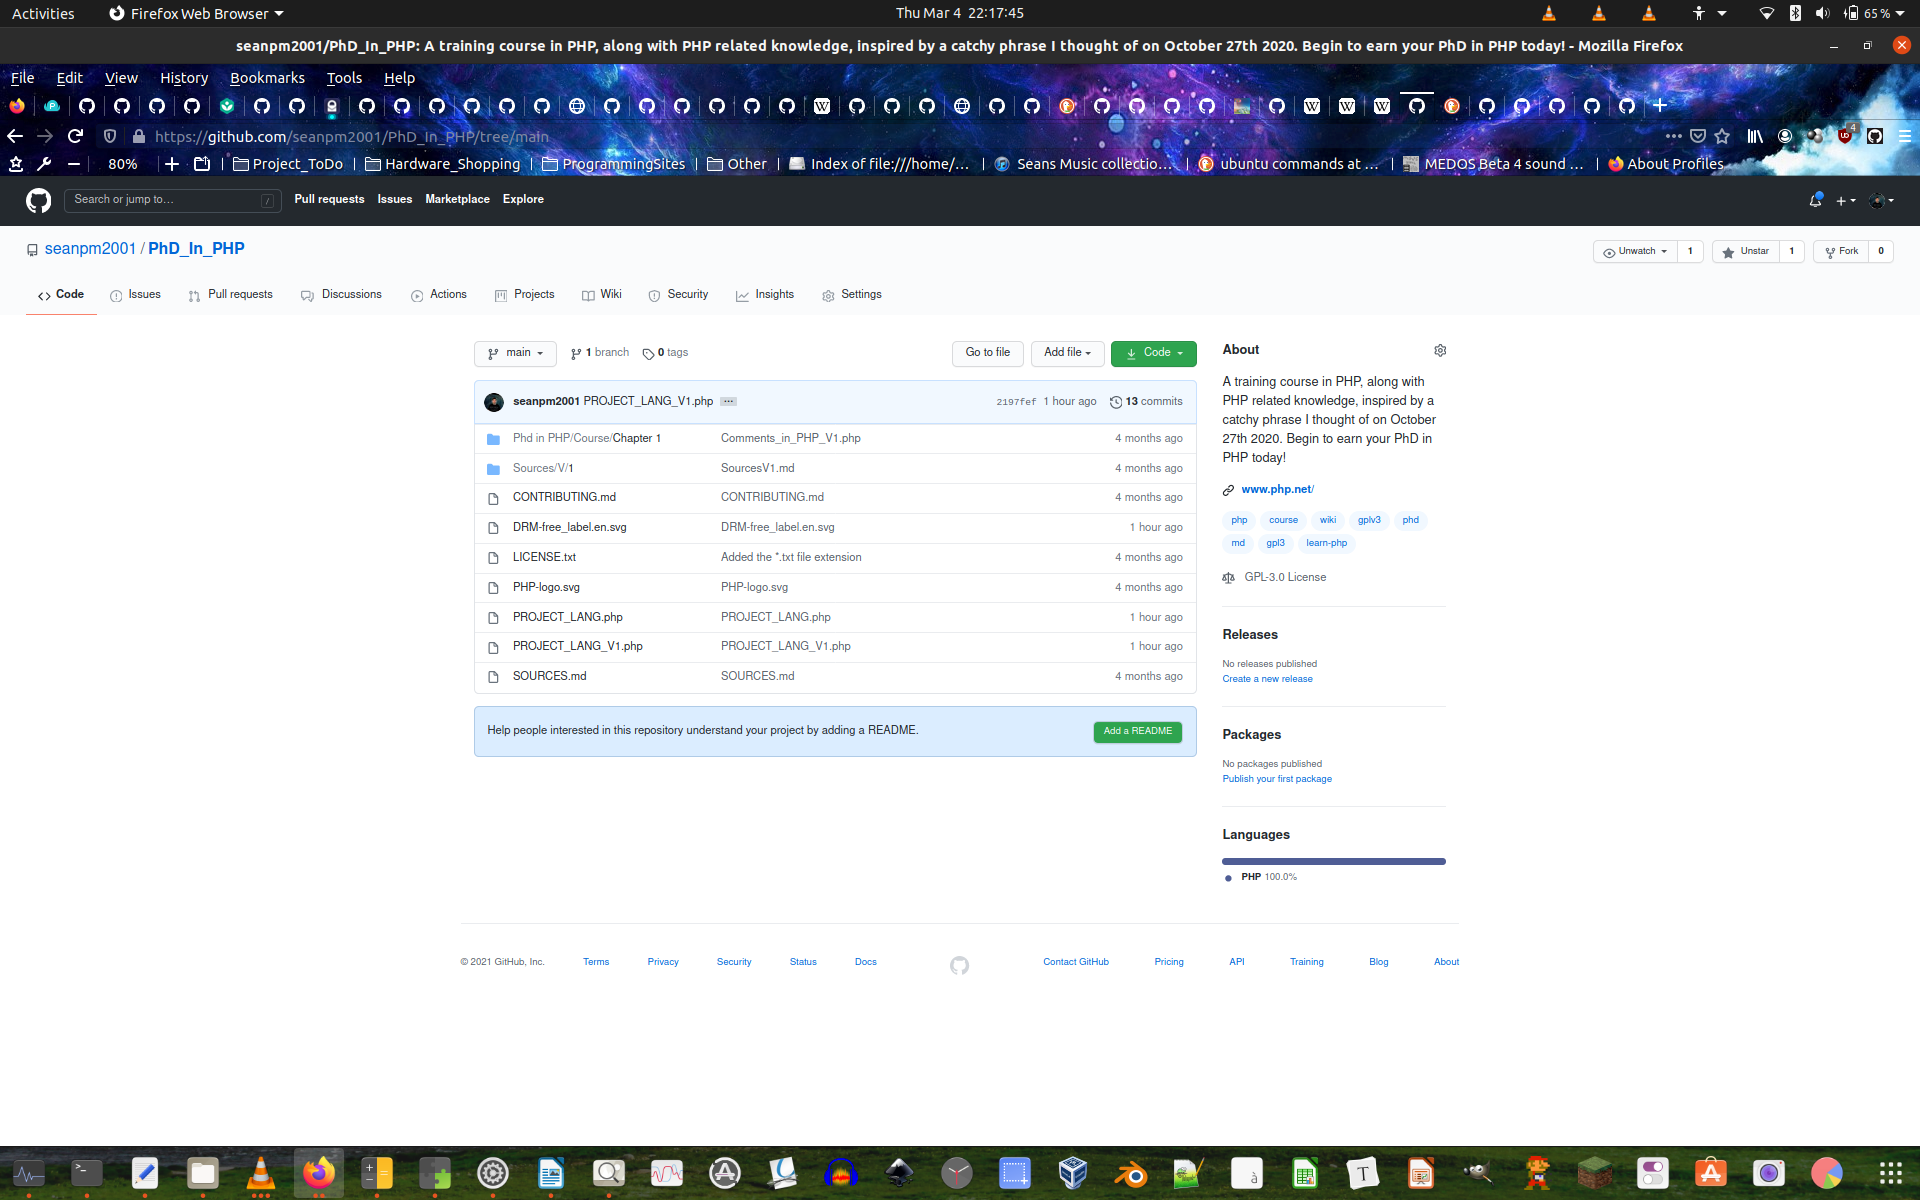 Activities
Firefox Web Browser
Thu Mar 4 22:17:45
65 %
seanpm2001/PhD_In_PHP: A training course in PHP, along with PHP related knowledge, inspired by a catchy phrase I thought of on October 27th 2020. Begin to earn your PhD in PHP today! - Mozilla Firefox
File Edit View History Bookmarks Tools Help
https://github.com/seanpm2001/PhD_In_PHP/tree/main
4
80%
Project_ToDo
Hardware_Shopping
ProgrammingSites
Other
Index of file:///home/…
Seans Music collectio…
ubuntu commands at …
MEDOS Beta 4 sound …
About Profiles
Search or jump to…
/
Pull requests Issues Marketplace Explore
seanpm2001 / PhD_In_PHP
Unwatch 1
Unstar 1
Fork 0
Code Issues Pull requests Discussions Actions Projects Wiki Security Insights Settings
main
1 branch
0 tags
Go to file
Add file
Code
seanpm2001 PROJECT_LANG_V1.php ...
2197fef 1 hour ago
13 commits
Phd in PHP/Course/Chapter 1 Comments_in_PHP_V1.php 4 months ago
Sources/V/1 SourcesV1.md 4 months ago
CONTRIBUTING.md CONTRIBUTING.md 4 months ago
DRM-free_label.en.svg DRM-free_label.en.svg 1 hour ago
LICENSE.txt Added the *.txt file extension 4 months ago
PHP-logo.svg PHP-logo.svg 4 months ago
PROJECT_LANG.php PROJECT_LANG.php 1 hour ago
PROJECT_LANG_V1.php PROJECT_LANG_V1.php 1 hour ago
SOURCES.md SOURCES.md 4 months ago
Help people interested in this repository understand your project by adding a README.
Add a README
About
A training course in PHP, along with
PHP related knowledge, inspired by a
catchy phrase I thought of on October
27th 2020. Begin to earn your PhD in
PHP today!
www.php.net/
php course wiki gplv3 phd
md gpl3 learn-php
GPL-3.0 License
Releases
No releases published
Create a new release
Packages
No packages published
Publish your first package
Languages
PHP 100.0%
© 2021 GitHub, Inc. Terms Privacy Security Status Docs Contact GitHub Pricing API Training Blog About